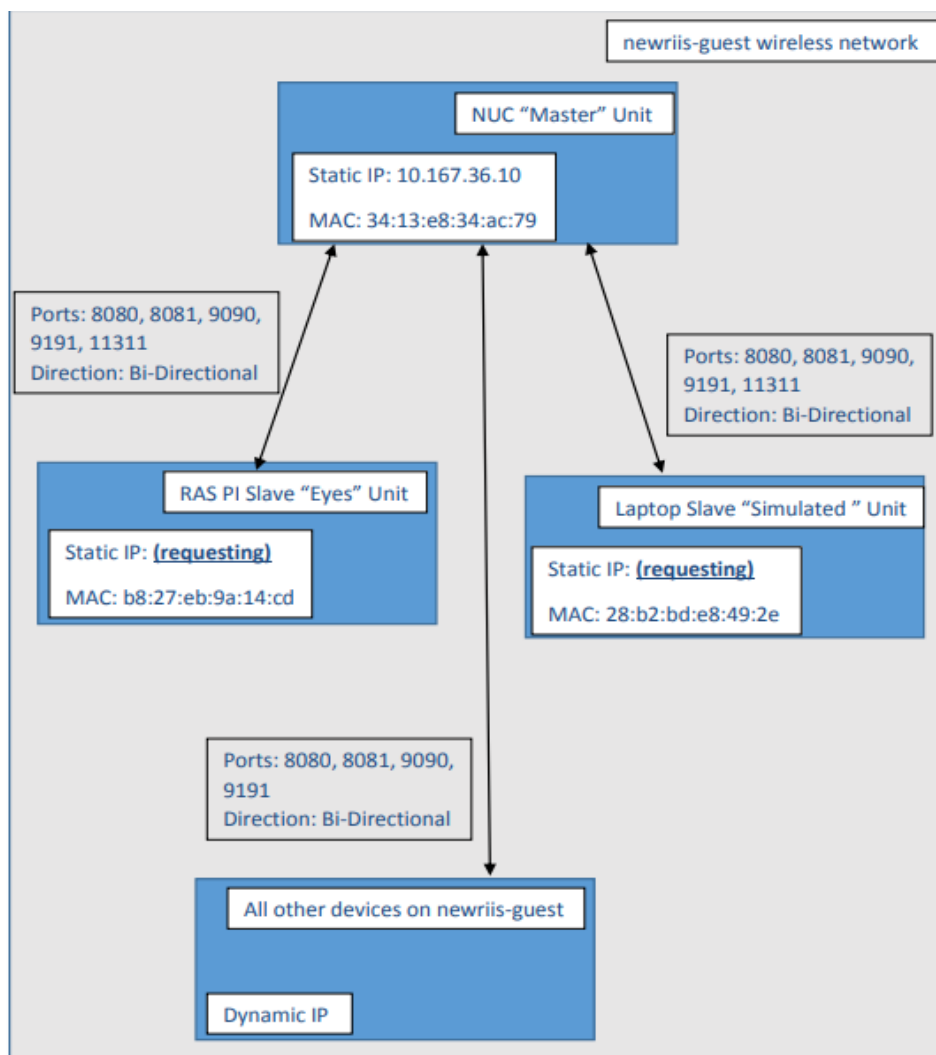 newriis-guest wireless network
NUC “Master” Unit
Static IP: 10.167.36.10
MAC: 34:13:e8:34:ac:79
Ports: 8080, 8081, 9090,
9191, 11311
Direction: Bi-Directional
Ports: 8080, 8081, 9090,
9191, 11311
Direction: Bi-Directional
RAS PI Slave “Eyes” Unit
Static IP: (requesting)
MAC: b8:27:eb:9a:14:cd
Laptop Slave “Simulated ” Unit
Static IP: (requesting)
MAC: 28:b2:bd:e8:49:2e
Ports: 8080, 8081, 9090,
9191
Direction: Bi-Directional
All other devices on newriis-guest
Dynamic IP